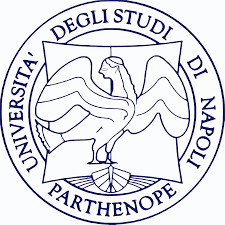 UNIVERSITA' DEGLI STUDI DI NAPOLI
PARTHENOPE